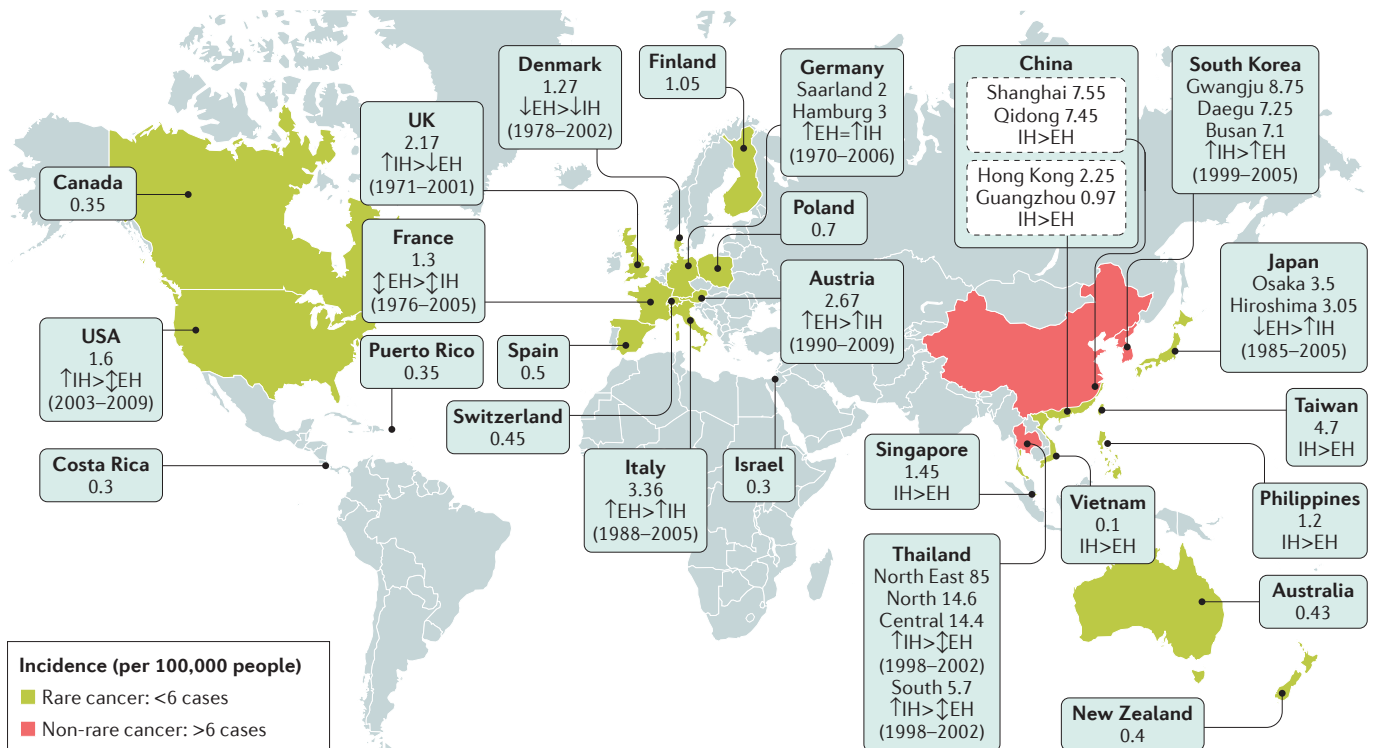 Denmark
1.27
↓EH>↓IH
(1978–2002)
Finland
1.05
Germany
Saarland 2
Hamburg 3
↑EH=↑IH
(1970–2006)
China
Shanghai 7.55
Qidong 7.45
IH>EH
Hong Kong 2.25
Guangzhou 0.97
IH>EH
South Korea
Gwangju 8.75
Daegu 7.25
Busan 7.1
↑IH>↑EH
(1999–2005)
UK
2.17
↑IH>↓EH
(1971–2001)
Canada
0.35
France
1.3
↕EH>↕IH
(1976–2005)
Poland
0.7
Austria
2.67
↑EH>↑IH
(1990–2009)
Japan
Osaka 3.5
Hiroshima 3.05
↓EH>↑IH
(1985–2005)
USA
1.6
↑IH>↕EH
(2003–2009)
Puerto Rico
0.35
Spain
0.5
Switzerland
0.45
Taiwan
4.7
IH>EH
Costa Rica
0.3
Italy
3.36
↑EH>↑IH
(1988–2005)
Israel
0.3
Singapore
1.45
IH>EH
Vietnam
0.1
IH>EH
Philippines
1.2
IH>EH
Thailand
North East 85
North 14.6
Central 14.4
↑IH>↕EH
(1998–2002)
South 5.7
↑IH>↕EH
(1998–2002)
Australia
0.43
New Zealand
0.4
Incidence (per 100,000 people)
Rare cancer: <6 cases
Non-rare cancer: >6 cases